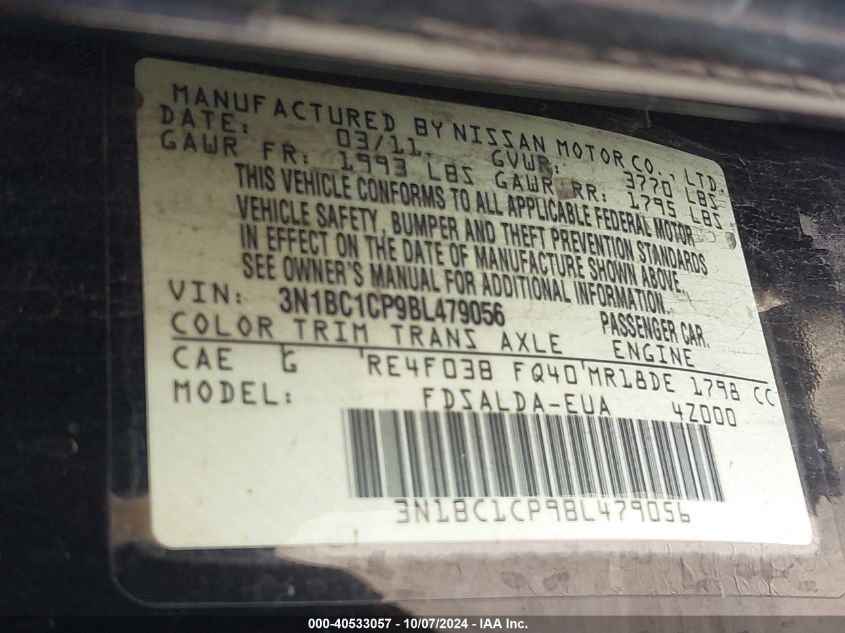 MANUFACTURED BY NISSAN MOTOR CO., LTD.
DATE: 03/11. GVWR: 3770 LBS
GAWR FR: 1993 LBS GAWR RR: 1795 LBS
THIS VEHICLE CONFORMS TO ALL APPLICABLE FEDERAL MOTOR
VEHICLE SAFETY, BUMPER AND THEFT PREVENTION STANDARDS
IN EFFECT ON THE DATE OF MANUFACTURE SHOWN ABOVE.
SEE OWNER'S MANUAL FOR ADDITIONAL INFORMATION.
VIN: 3N1BC1CP9BL479056 PASSENGER CAR.
COLOR TRIM TRANS AXLE ENGINE
CAE G RE4F03B FQ40 MR18DE 1798 CC
MODEL: FDSALDA-EUA 4Z000
3N1BC1CP9BL479056
000-40533057 - 10/07/2024 - IAA Inc.